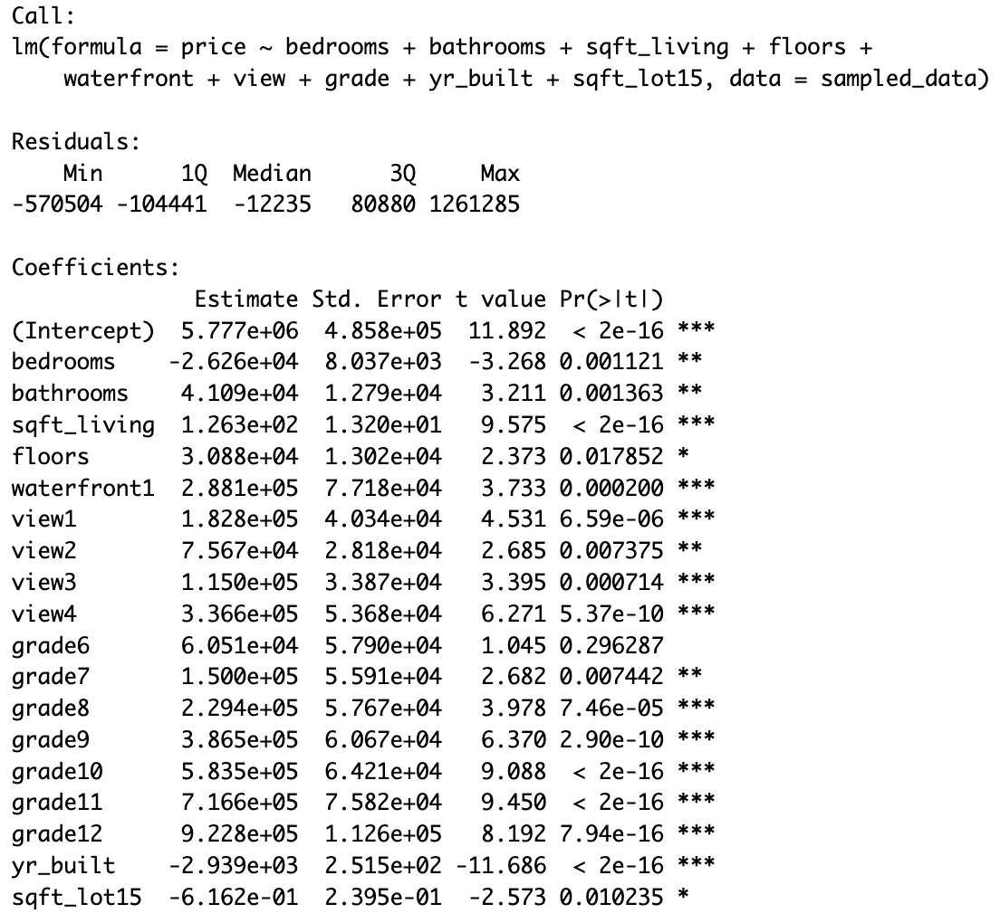 Call:
lm(formula = price ~ bedrooms + bathrooms + sqft_living + floors +
    waterfront + view + grade + yr_built + sqft_lot15, data = sampled_data)

Residuals:
    Min      1Q  Median      3Q     Max
-570504 -104441  -12235   80880 1261285

Coefficients:
              Estimate Std. Error t value Pr(>|t|)
(Intercept)  5.777e+06  4.858e+05  11.892  < 2e-16 ***
bedrooms    -2.626e+04  8.037e+03  -3.268 0.001121 **
bathrooms    4.109e+04  1.279e+04   3.211 0.001363 **
sqft_living  1.263e+02  1.320e+01   9.575  < 2e-16 ***
floors       3.088e+04  1.302e+04   2.373 0.017852 *
waterfront1  2.881e+05  7.718e+04   3.733 0.000200 ***
view1        1.828e+05  4.034e+04   4.531 6.59e-06 ***
view2        7.567e+04  2.818e+04   2.685 0.007375 **
view3        1.150e+05  3.387e+04   3.395 0.000714 ***
view4        3.366e+05  5.368e+04   6.271 5.37e-10 ***
grade6       6.051e+04  5.790e+04   1.045 0.296287
grade7       1.500e+05  5.591e+04   2.682 0.007442 **
grade8       2.294e+05  5.767e+04   3.978 7.46e-05 ***
grade9       3.865e+05  6.067e+04   6.370 2.90e-10 ***
grade10      5.835e+05  6.421e+04   9.088  < 2e-16 ***
grade11      7.166e+05  7.582e+04   9.450  < 2e-16 ***
grade12      9.228e+05  1.126e+05   8.192 7.94e-16 ***
yr_built    -2.939e+03  2.515e+02 -11.686  < 2e-16 ***
sqft_lot15  -6.162e-01  2.395e-01  -2.573 0.010235 *